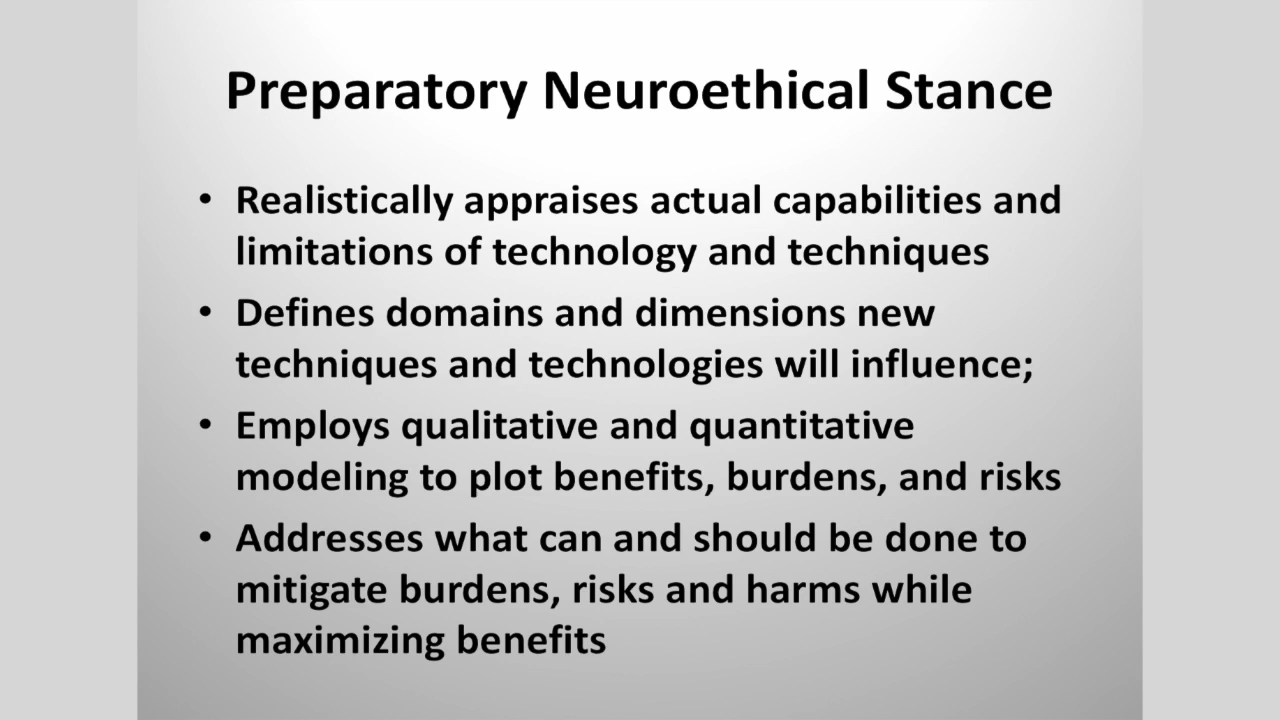 Preparatory Neuroethical Stance
• Realistically appraises actual capabilities and
limitations of technology and techniques
• Defines domains and dimensions new
techniques and technologies will influence;
• Employs qualitative and quantitative
modeling to plot benefits, burdens, and risks
• Addresses what can and should be done to
mitigate burdens, risks and harms while
maximizing benefits